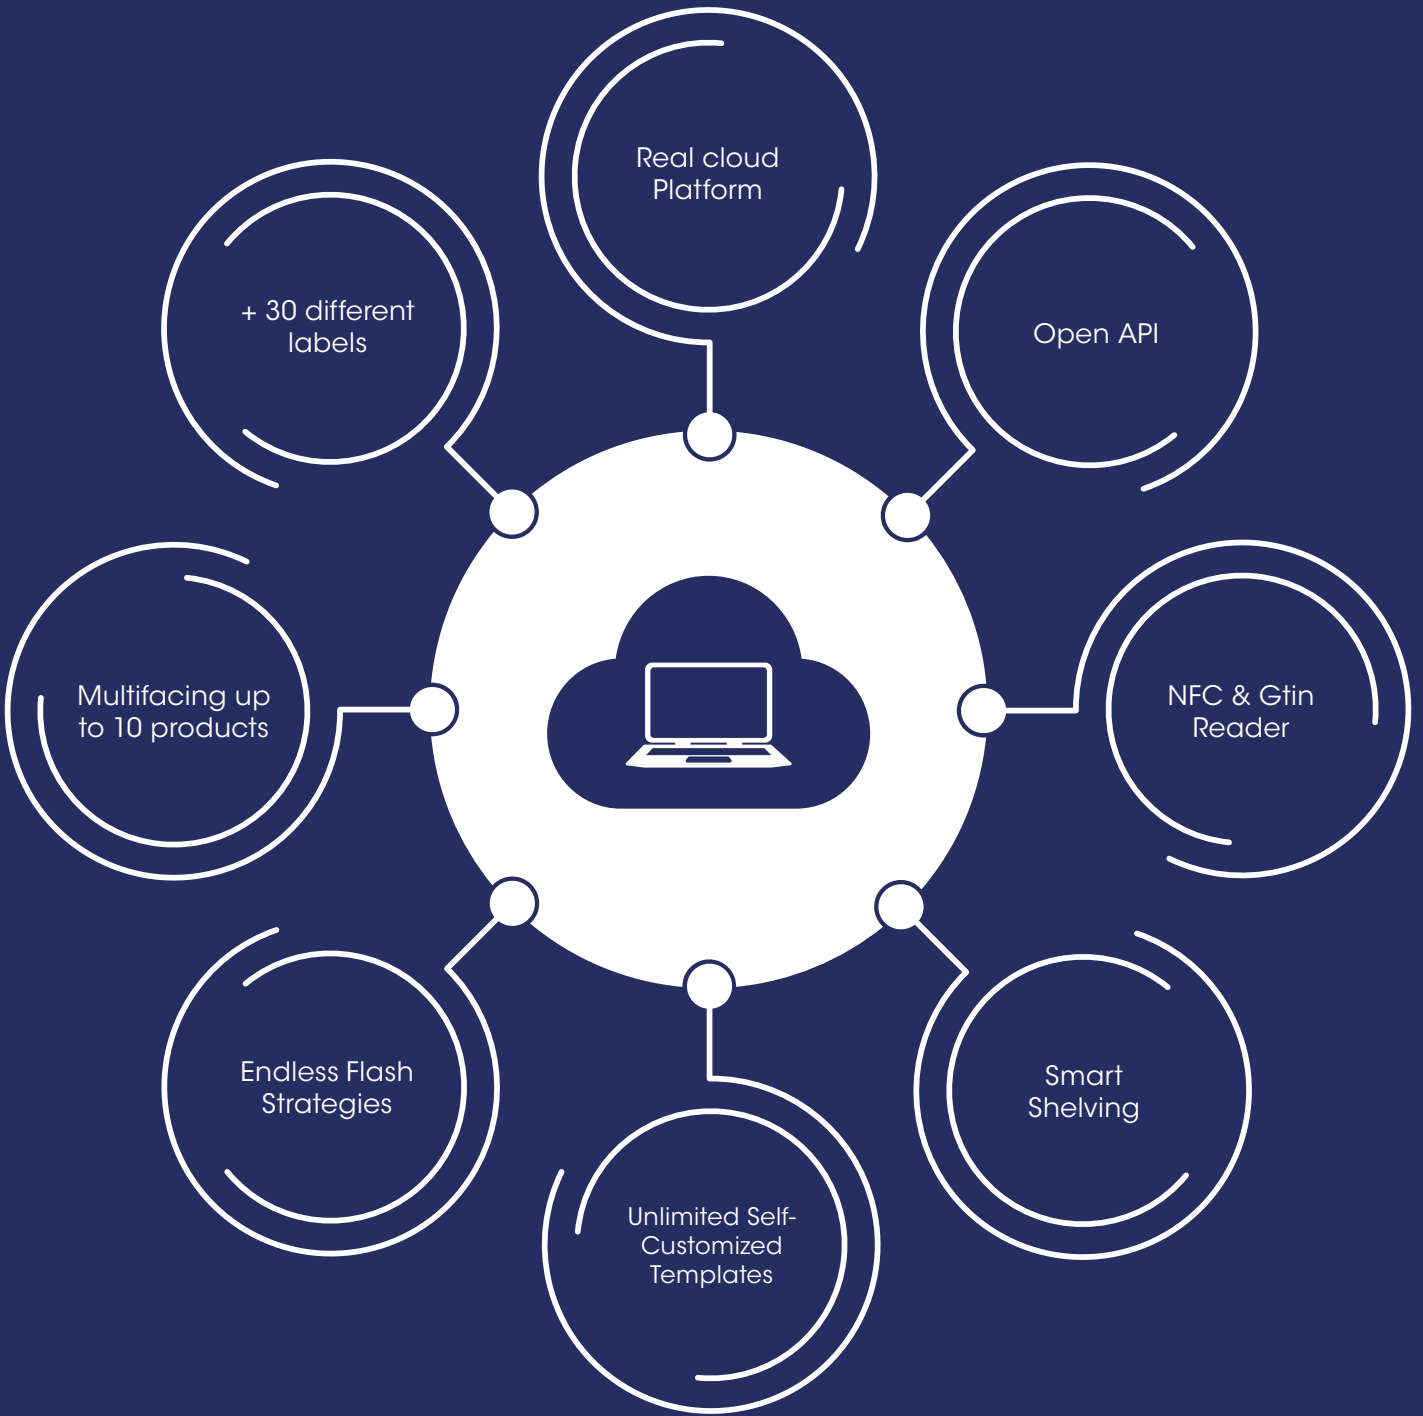 Real cloud
Platform
+ 30 different
labels
Open API
Multifacing up
to 10 products
NFC & Gtin
Reader
Endless Flash
Strategies
Smart
Shelving
Unlimited Self-
Customized
Templates